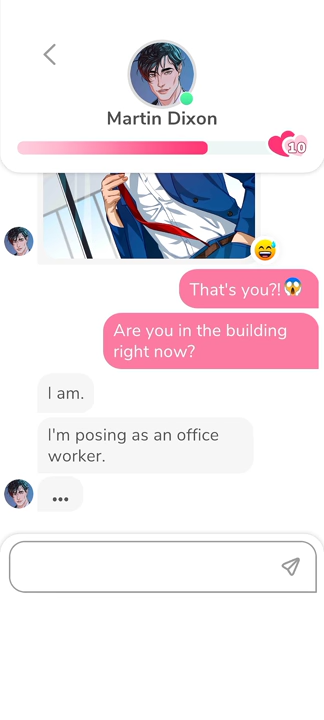 Martin Dixon
10
That's you?!😱
Are you in the building
right now?
I am.
I'm posing as an office
worker.
...